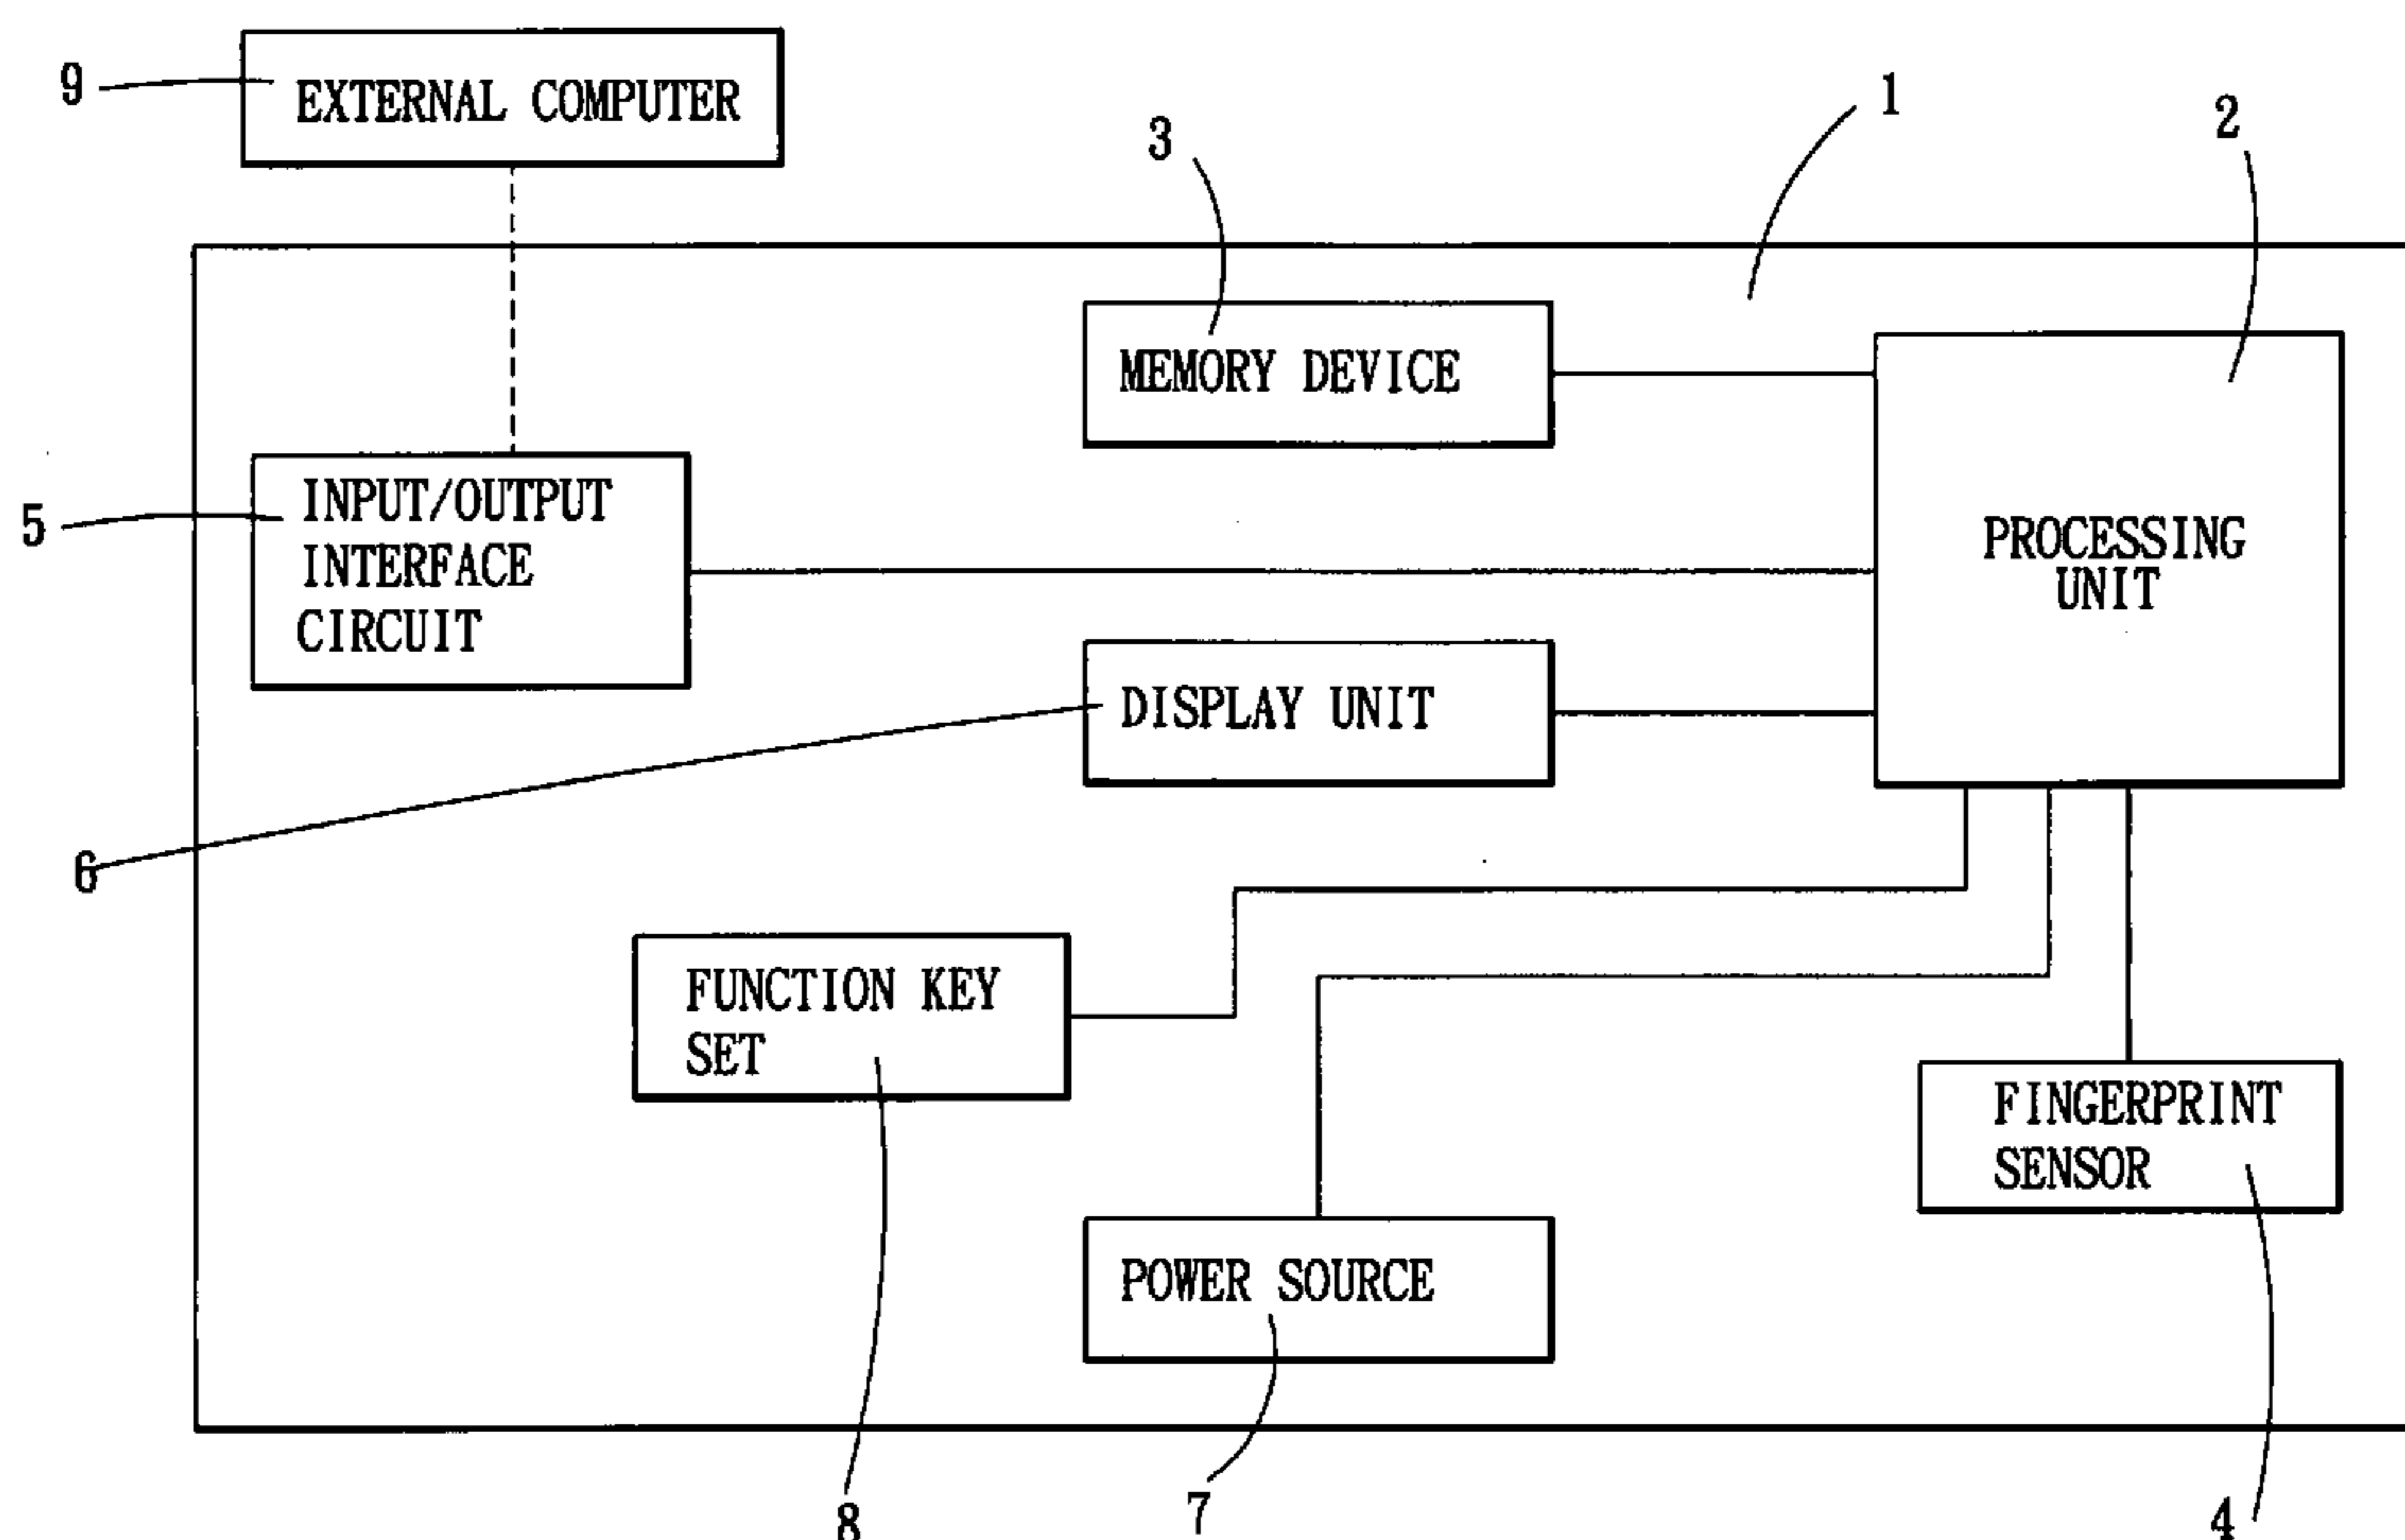 9
EXTERNAL COMPUTER
1
2
3
MEMORY DEVICE
5
INPUT/OUTPUT
INTERFACE
CIRCUIT
PROCESSING
UNIT
DISPLAY UNIT
6
FUNCTION KEY
SET
FINGERPRINT
SENSOR
POWER SOURCE
8
7
4